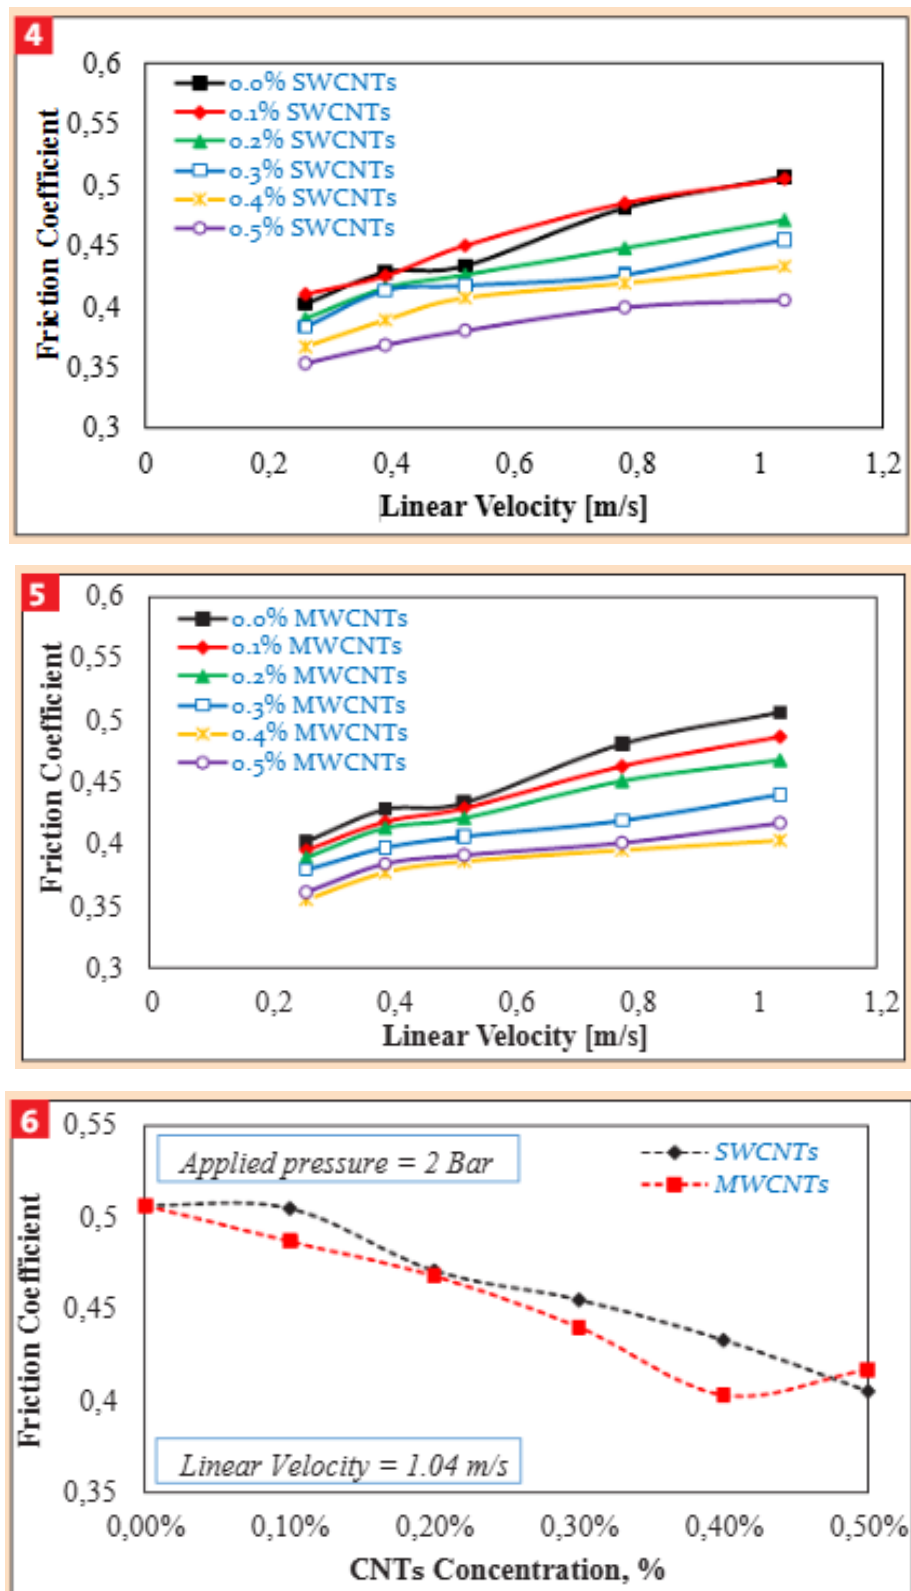 4
Friction Coefficient
0,6
0,55
0,5
0,45
0,4
0,35
0,3
0.0% SWCNTs
0.1% SWCNTs
0.2% SWCNTs
0.3% SWCNTs
0.4% SWCNTs
0.5% SWCNTs
0 0,2 0,4 0,6 0,8 1 1,2
Linear Velocity [m/s]
5
Friction Coefficient
0,6
0,55
0,5
0,45
0,4
0,35
0,3
0.0% MWCNTs
0.1% MWCNTs
0.2% MWCNTs
0.3% MWCNTs
0.4% MWCNTs
0.5% MWCNTs
0 0,2 0,4 0,6 0,8 1 1,2
Linear Velocity [m/s]
6
Friction Coefficient
0,55
0,5
0,45
0,4
0,35
Applied pressure = 2 Bar
SWCNTs
MWCNTs
Linear Velocity = 1.04 m/s
0,00% 0,10% 0,20% 0,30% 0,40% 0,50%
CNTs Concentration, %